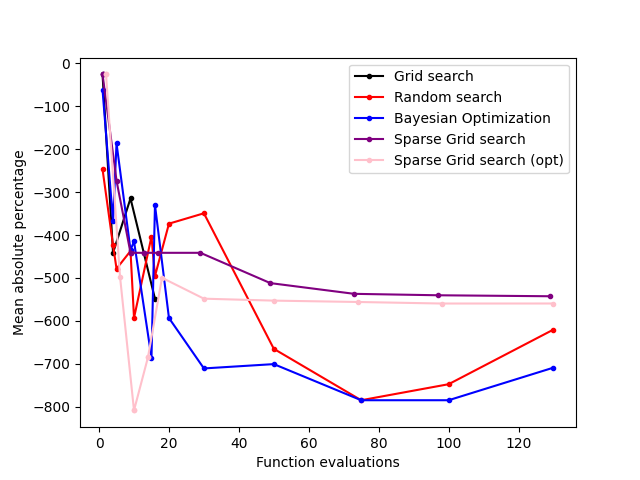 0
−100
−200
−300
−400
−500
−600
−700
−800
Mean absolute percentage
0
20
40
60
80
100
120
Function evaluations
Grid search
Random search
Bayesian Optimization
Sparse Grid search
Sparse Grid search (opt)